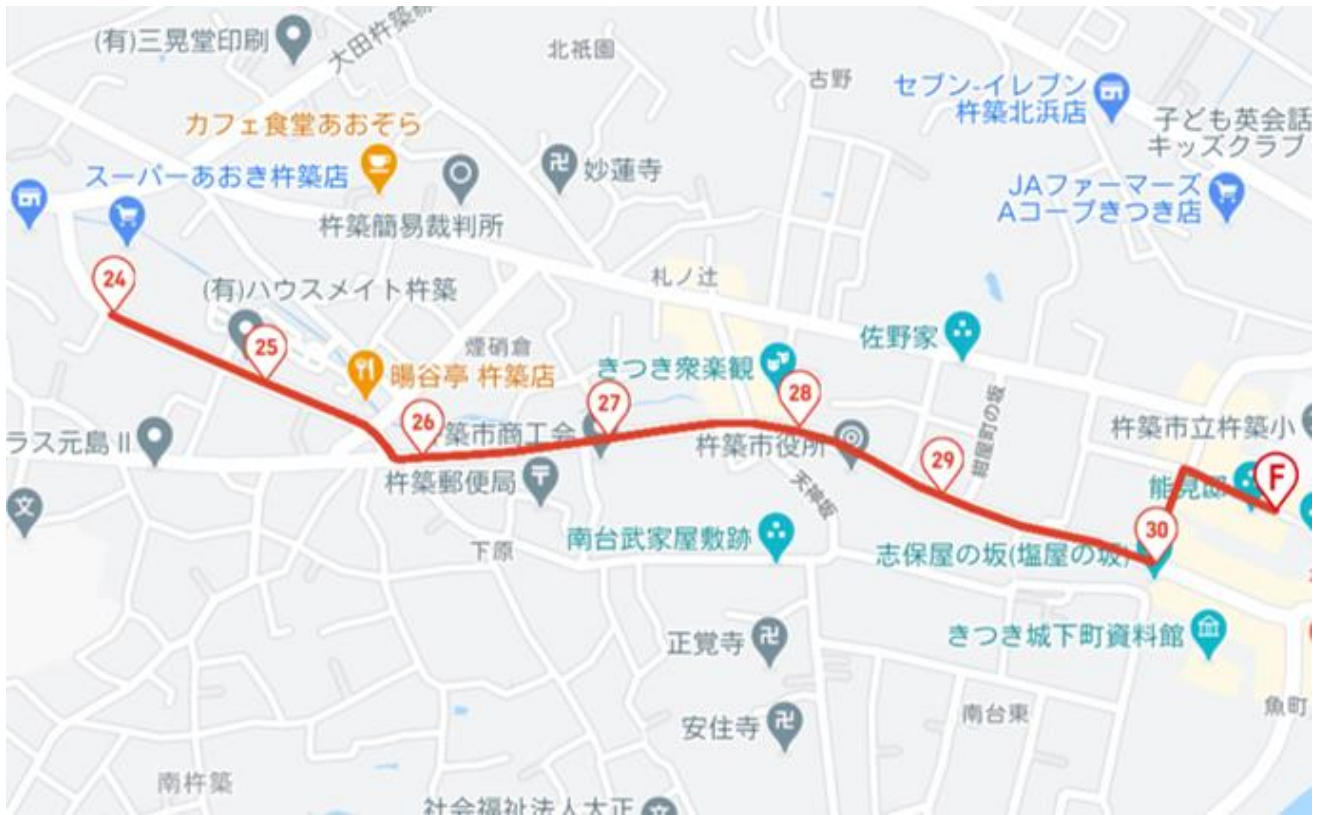 (有)三晃堂印刷
大田杵築線
北祇園
古野
セブン-イレブン
杵築北浜店
子ども英会話
キッズクラブ
カフェ食堂あおぞら
スーパーあおき杵築店
妙蓮寺
杵築簡易裁判所
JAファーマーズ
Aコープきつき店
24
(有)ハウスメイト杵築
札ノ辻
佐野家
25
煙硝倉
暘谷亭 杵築店
きつき衆楽観
28
27
26
築市商工会
杵築市役所
29
紺屋町の坂
杵築市立杵築小
ラス元島 II
文
杵築郵便局
天神坂
能見邸
F
下原
南台武家屋敷跡
志保屋の坂(塩屋の坂)
30
正覚寺
きつき城下町資料館
安住寺
南台東
魚町
南杵築
社会福祉法人大正
文